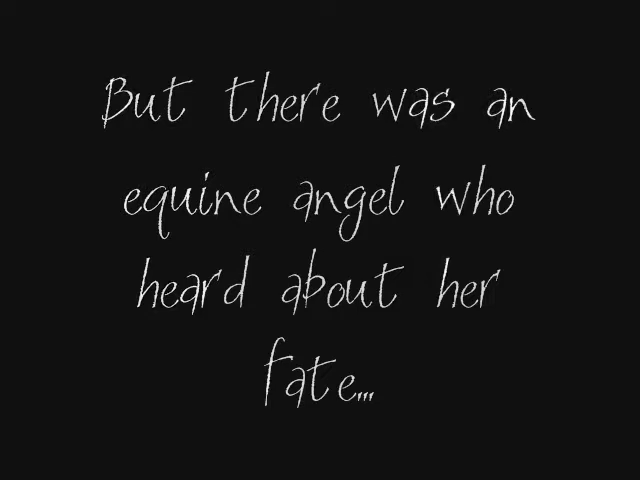 But there was an
equine angel who
heard about her
fate...